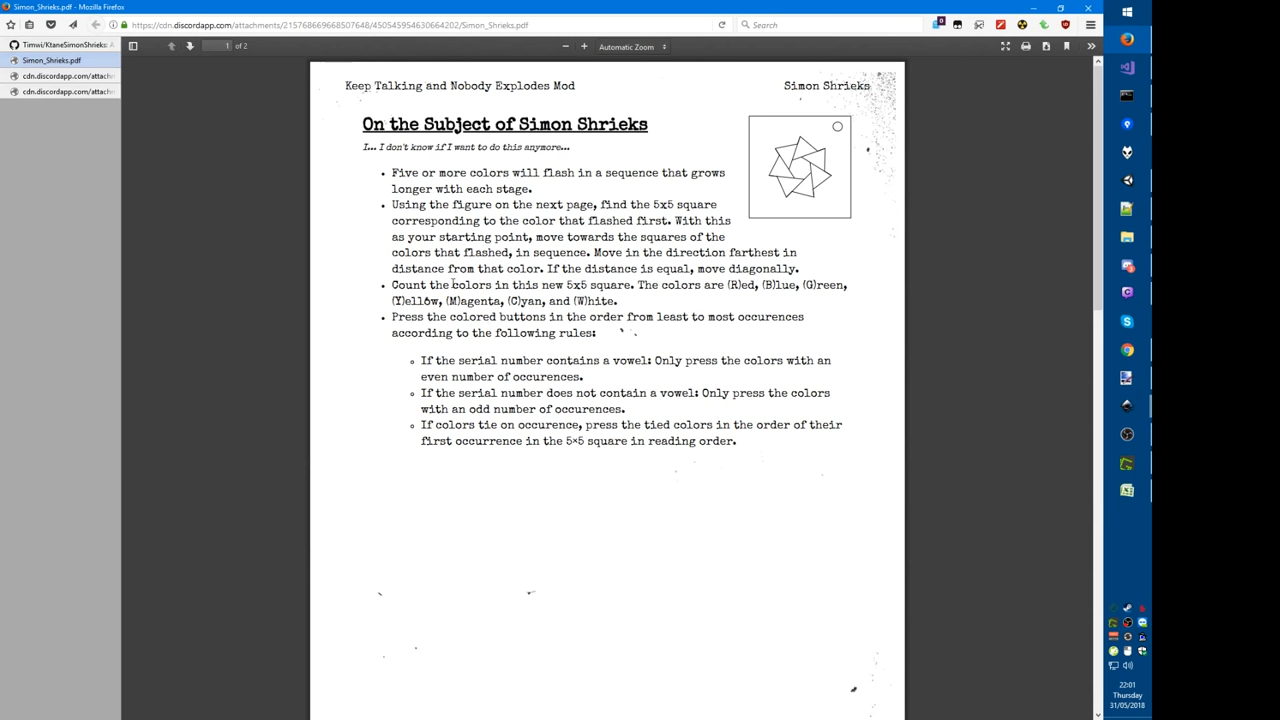 Simon_Shrieks.pdf - Mozilla Firefox
https://cdn.discordapp.com/attachments/215768669668507648/450545954630664202/Simon_Shrieks.pdf
Search
Timwi/KtaneSimonShrieks: A
Simon_Shrieks.pdf
cdn.discordapp.com/attachm
cdn.discordapp.com/attachm
1 of 2
Automatic Zoom
Keep Talking and Nobody Explodes Mod
Simon Shrieks
On the Subject of Simon Shrieks
I... I don't know if I want to do this anymore...
• Five or more colors will flash in a sequence that grows
longer with each stage.
• Using the figure on the next page, find the 5x5 square
corresponding to the color that flashed first. With this
as your starting point, move towards the squares of the
colors that flashed, in sequence. Move in the direction farthest in
distance from that color. If the distance is equal, move diagonally.
• Count the colors in this new 5x5 square. The colors are (R)ed, (B)lue, (G)reen,
(Y)ellow, (M)agenta, (C)yan, and (W)hite.
• Press the colored buttons in the order from least to most occurences
according to the following rules:
◦ If the serial number contains a vowel: Only press the colors with an
even number of occurences.
◦ If the serial number does not contain a vowel: Only press the colors
with an odd number of occurences.
◦ If colors tie on occurence, press the tied colors in the order of their
first occurrence in the 5×5 square in reading order.
22:01
Thursday
31/05/2018